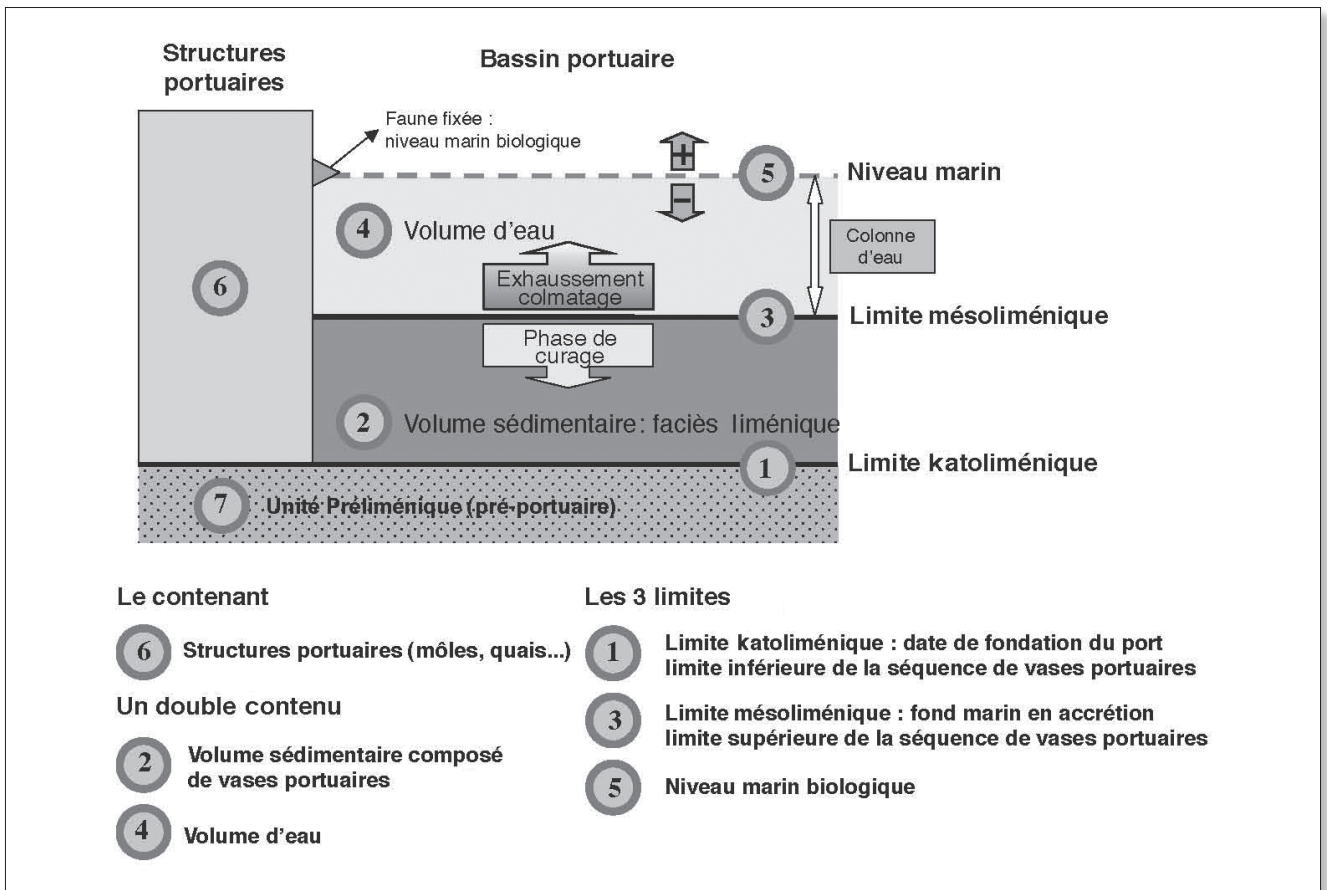 Structures
portuaires
Bassin portuaire
Faune fixée :
niveau marin biologique
+
5
Niveau marin
−
4
Volume d'eau
Colonne
d'eau
Exhaussement
colmatage
6
3
Limite mésoliménique
Phase de
curage
2
Volume sédimentaire : faciès liménique
1
Limite katoliménique
7
Unité Préliménique (pré-portuaire)
Le contenant
6
Structures portuaires (môles, quais...)
Un double contenu
2
Volume sédimentaire composé
de vases portuaires
4
Volume d'eau
Les 3 limites
1
Limite katoliménique : date de fondation du port
limite inférieure de la séquence de vases portuaires
3
Limite mésoliménique : fond marin en accrétion
limite supérieure de la séquence de vases portuaires
5
Niveau marin biologique